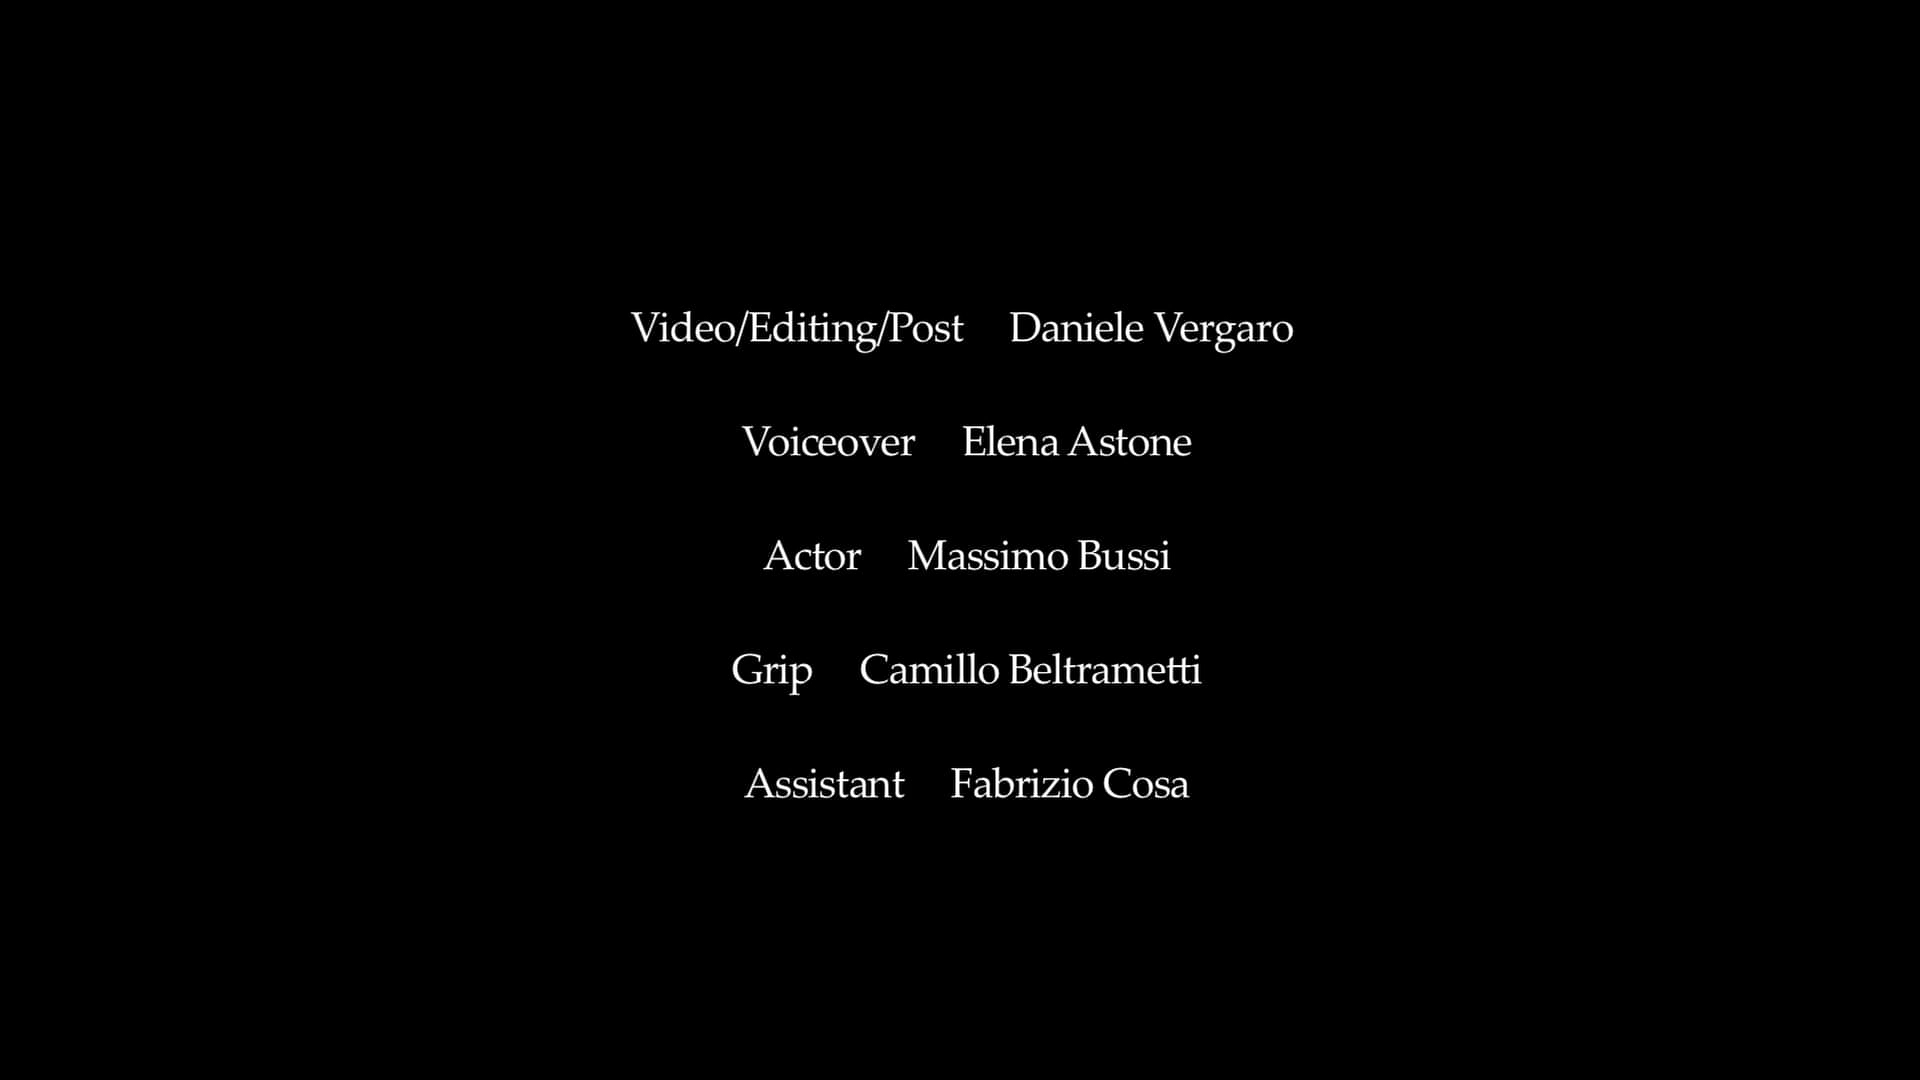 Video/Editing/Post Daniele Vergaro
Voiceover Elena Astone
Actor Massimo Bussi
Grip Camillo Beltrametti
Assistant Fabrizio Cosa